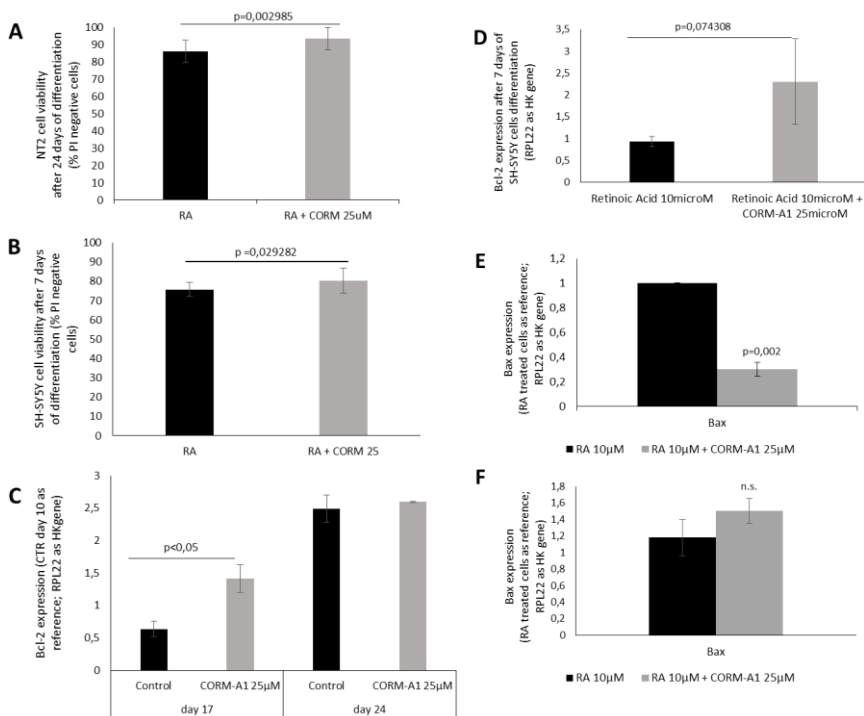 A
p=0,002985
NT2 cell viability
after 24 days of differentiation
(% PI negative cells)
100
90
80
70
60
50
40
30
20
10
0
RA
RA + CORM 25uM
B
p =0,029282
SH-SY5Y cell viability after 7 days
of differentiation (% PI negative
cells)
100
90
80
70
60
50
40
30
20
10
0
RA
RA + CORM 25
C
p<0,05
Bcl-2 expression (CTR day 10 as
reference; RPL22 as HKgene)
3
2,5
2
1,5
1
0,5
0
Control
CORM-A1 25µM
Control
CORM-A1 25µM
day 17
day 24
D
p=0,074308
Bcl-2 expression after 7 days of
SH-SY5Y cells differentiation
(RPL22 as HK gene)
3,5
3
2,5
2
1,5
1
0,5
0
Retinoic Acid 10microM
Retinoic Acid 10microM +
CORM-A1 25microM
E
Bax expression
(RA treated cells as reference;
RPL22 as HK gene)
1,2
1
0,8
0,6
0,4
0,2
0
p=0,002
Bax
RA 10µM
RA 10µM + CORM-A1 25µM
F
Bax expression
(RA treated cells as reference;
RPL22 as HK gene)
1,8
1,6
1,4
1,2
1
0,8
0,6
0,4
0,2
0
n.s.
Bax
RA 10µM
RA 10µM + CORM-A1 25µM